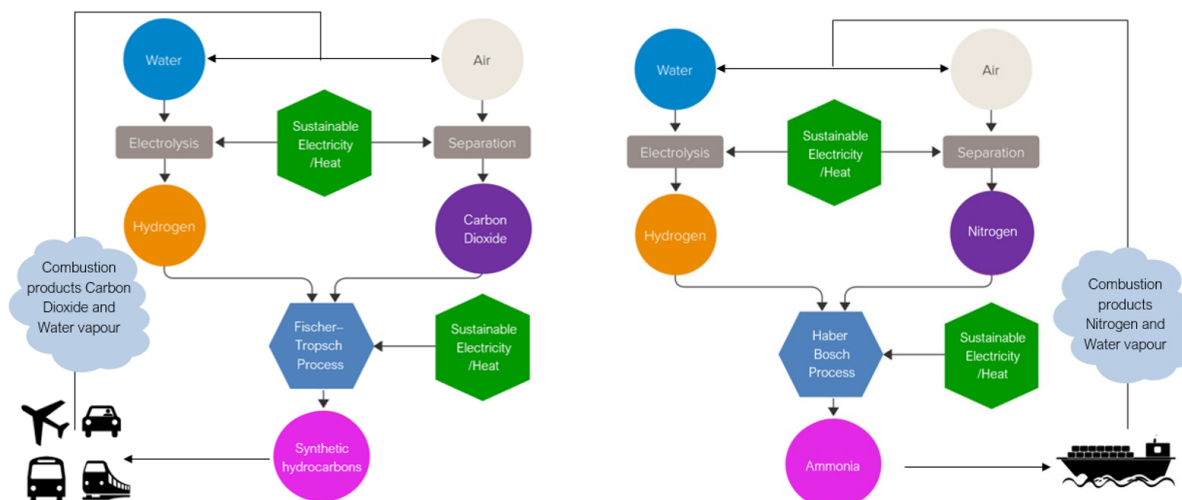 Water
Air
Electrolysis
Sustainable
Electricity
/Heat
Separation
Hydrogen
Carbon
Dioxide
Combustion
products Carbon
Dioxide and
Water vapour
Fischer–
Tropsch
Process
Sustainable
Electricity
/Heat
Synthetic
hydrocarbons
Water
Air
Electrolysis
Sustainable
Electricity
/Heat
Separation
Hydrogen
Nitrogen
Haber
Bosch
Process
Sustainable
Electricity
/Heat
Combustion
products
Nitrogen and
Water vapour
Ammonia